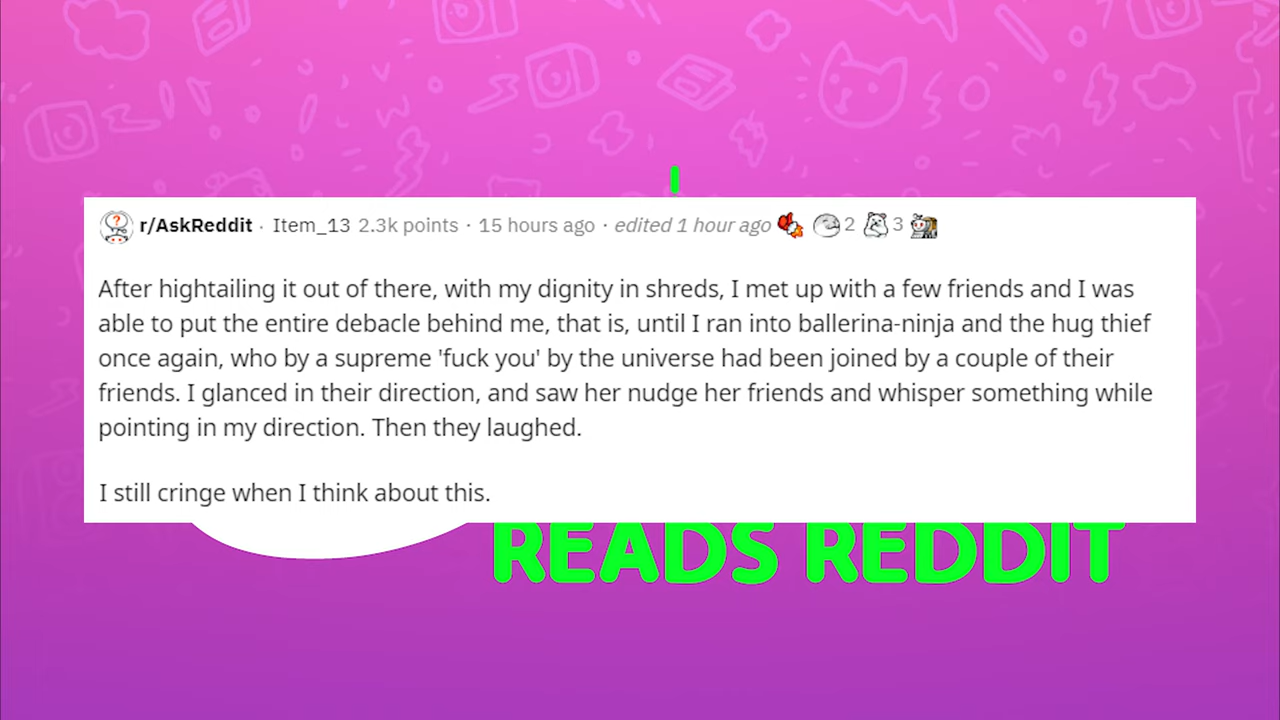 r/AskReddit · Item_13 2.3k points · 15 hours ago · edited 1 hour ago 2 3
After hightailing it out of there, with my dignity in shreds, I met up with a few friends and I was
able to put the entire debacle behind me, that is, until I ran into ballerina-ninja and the hug thief
once again, who by a supreme 'fuck you' by the universe had been joined by a couple of their
friends. I glanced in their direction, and saw her nudge her friends and whisper something while
pointing in my direction. Then they laughed.
I still cringe when I think about this.
READS REDDIT